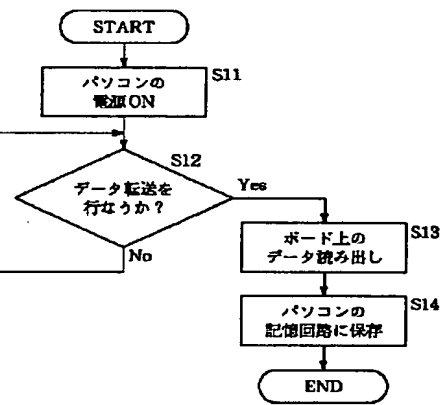 START
パソコンの
電源ON
S11
データ転送を
行なうか？
S12
Yes
No
ボード上の
データ読み出し
S13
パソコンの
記憶回路に保存
S14
END